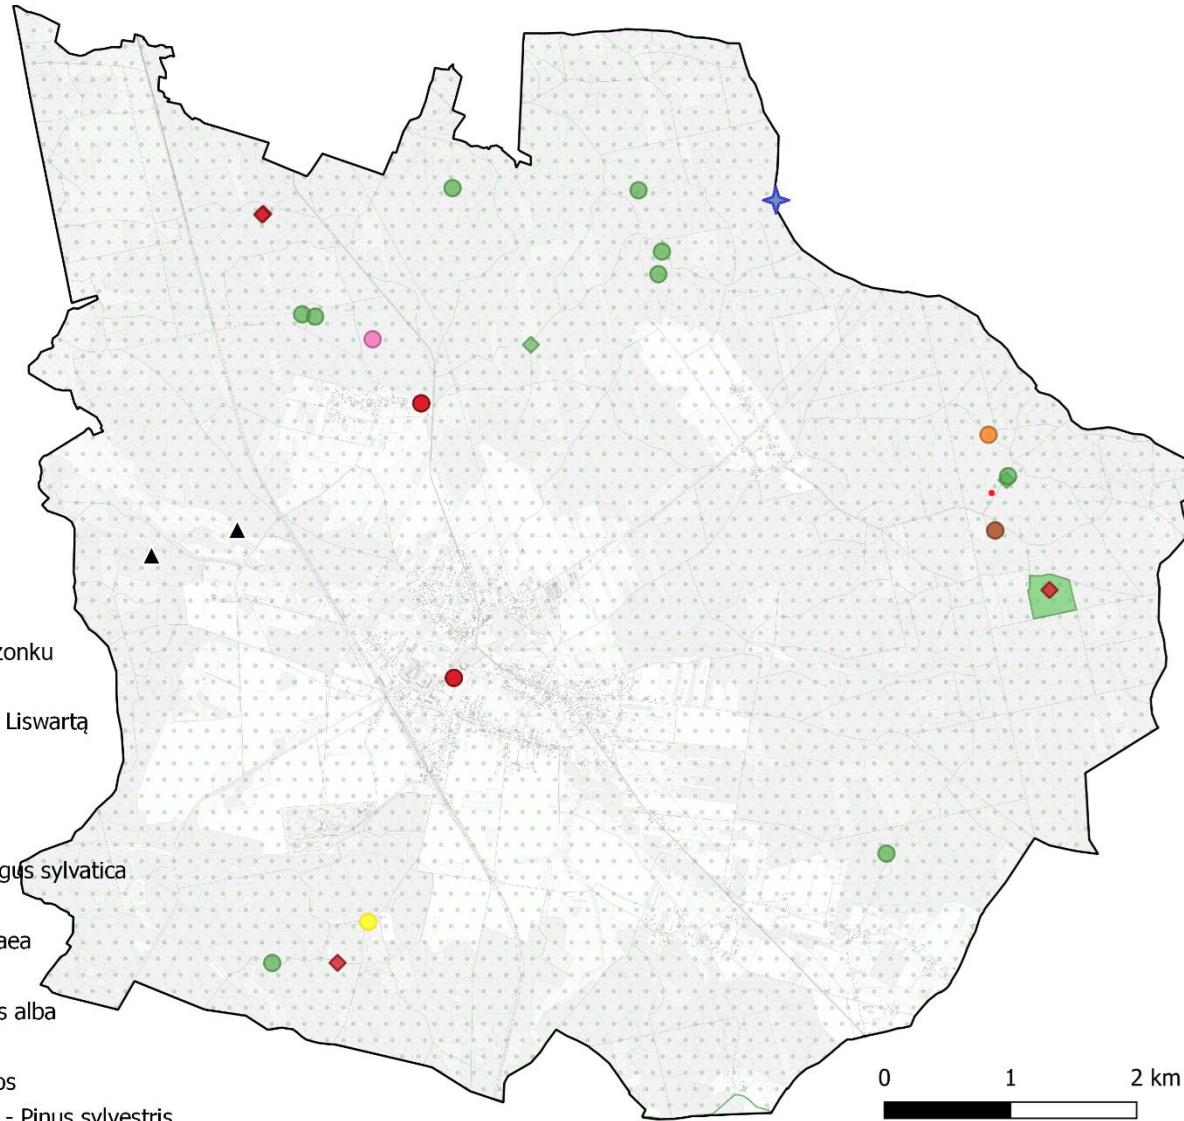 zonku
Liswartą
gus sylvatica
aea
s alba
os
- Pinus sylvestris
0 1 2 km